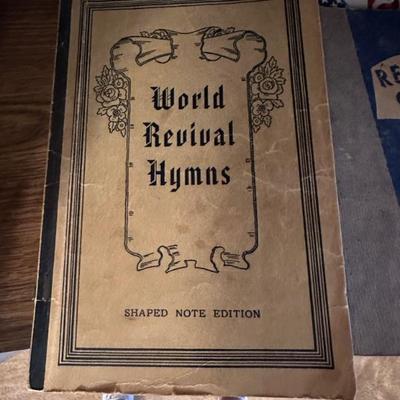 World
Revival
Hymns
SHAPED NOTE EDITION